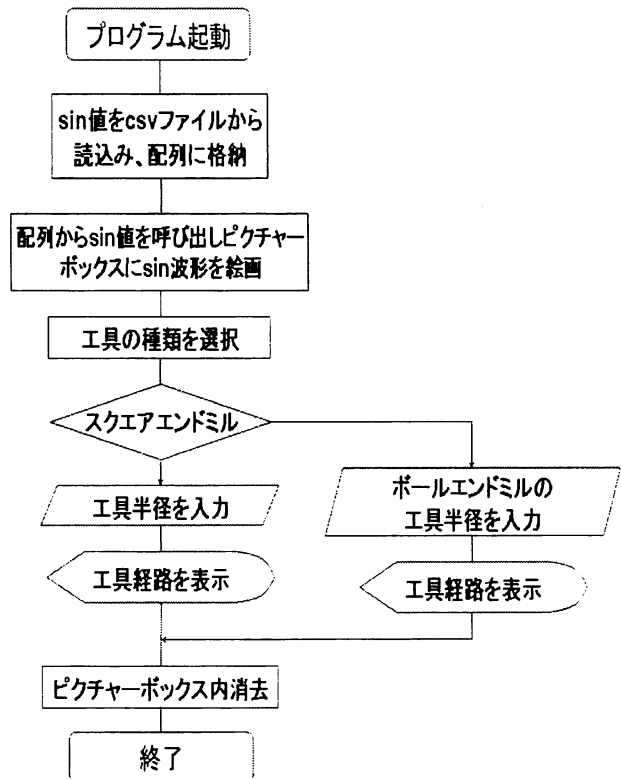 プログラム起動
sin値をcsvファイルから
読込み、配列に格納
配列からsin値を呼び出しピクチャー
ボックスにsin波形を絵画
工具の種類を選択
スクエアエンドミル
工具半径を入力
ボールエンドミルの
工具半径を入力
工具経路を表示
工具経路を表示
ピクチャーボックス内消去
終了